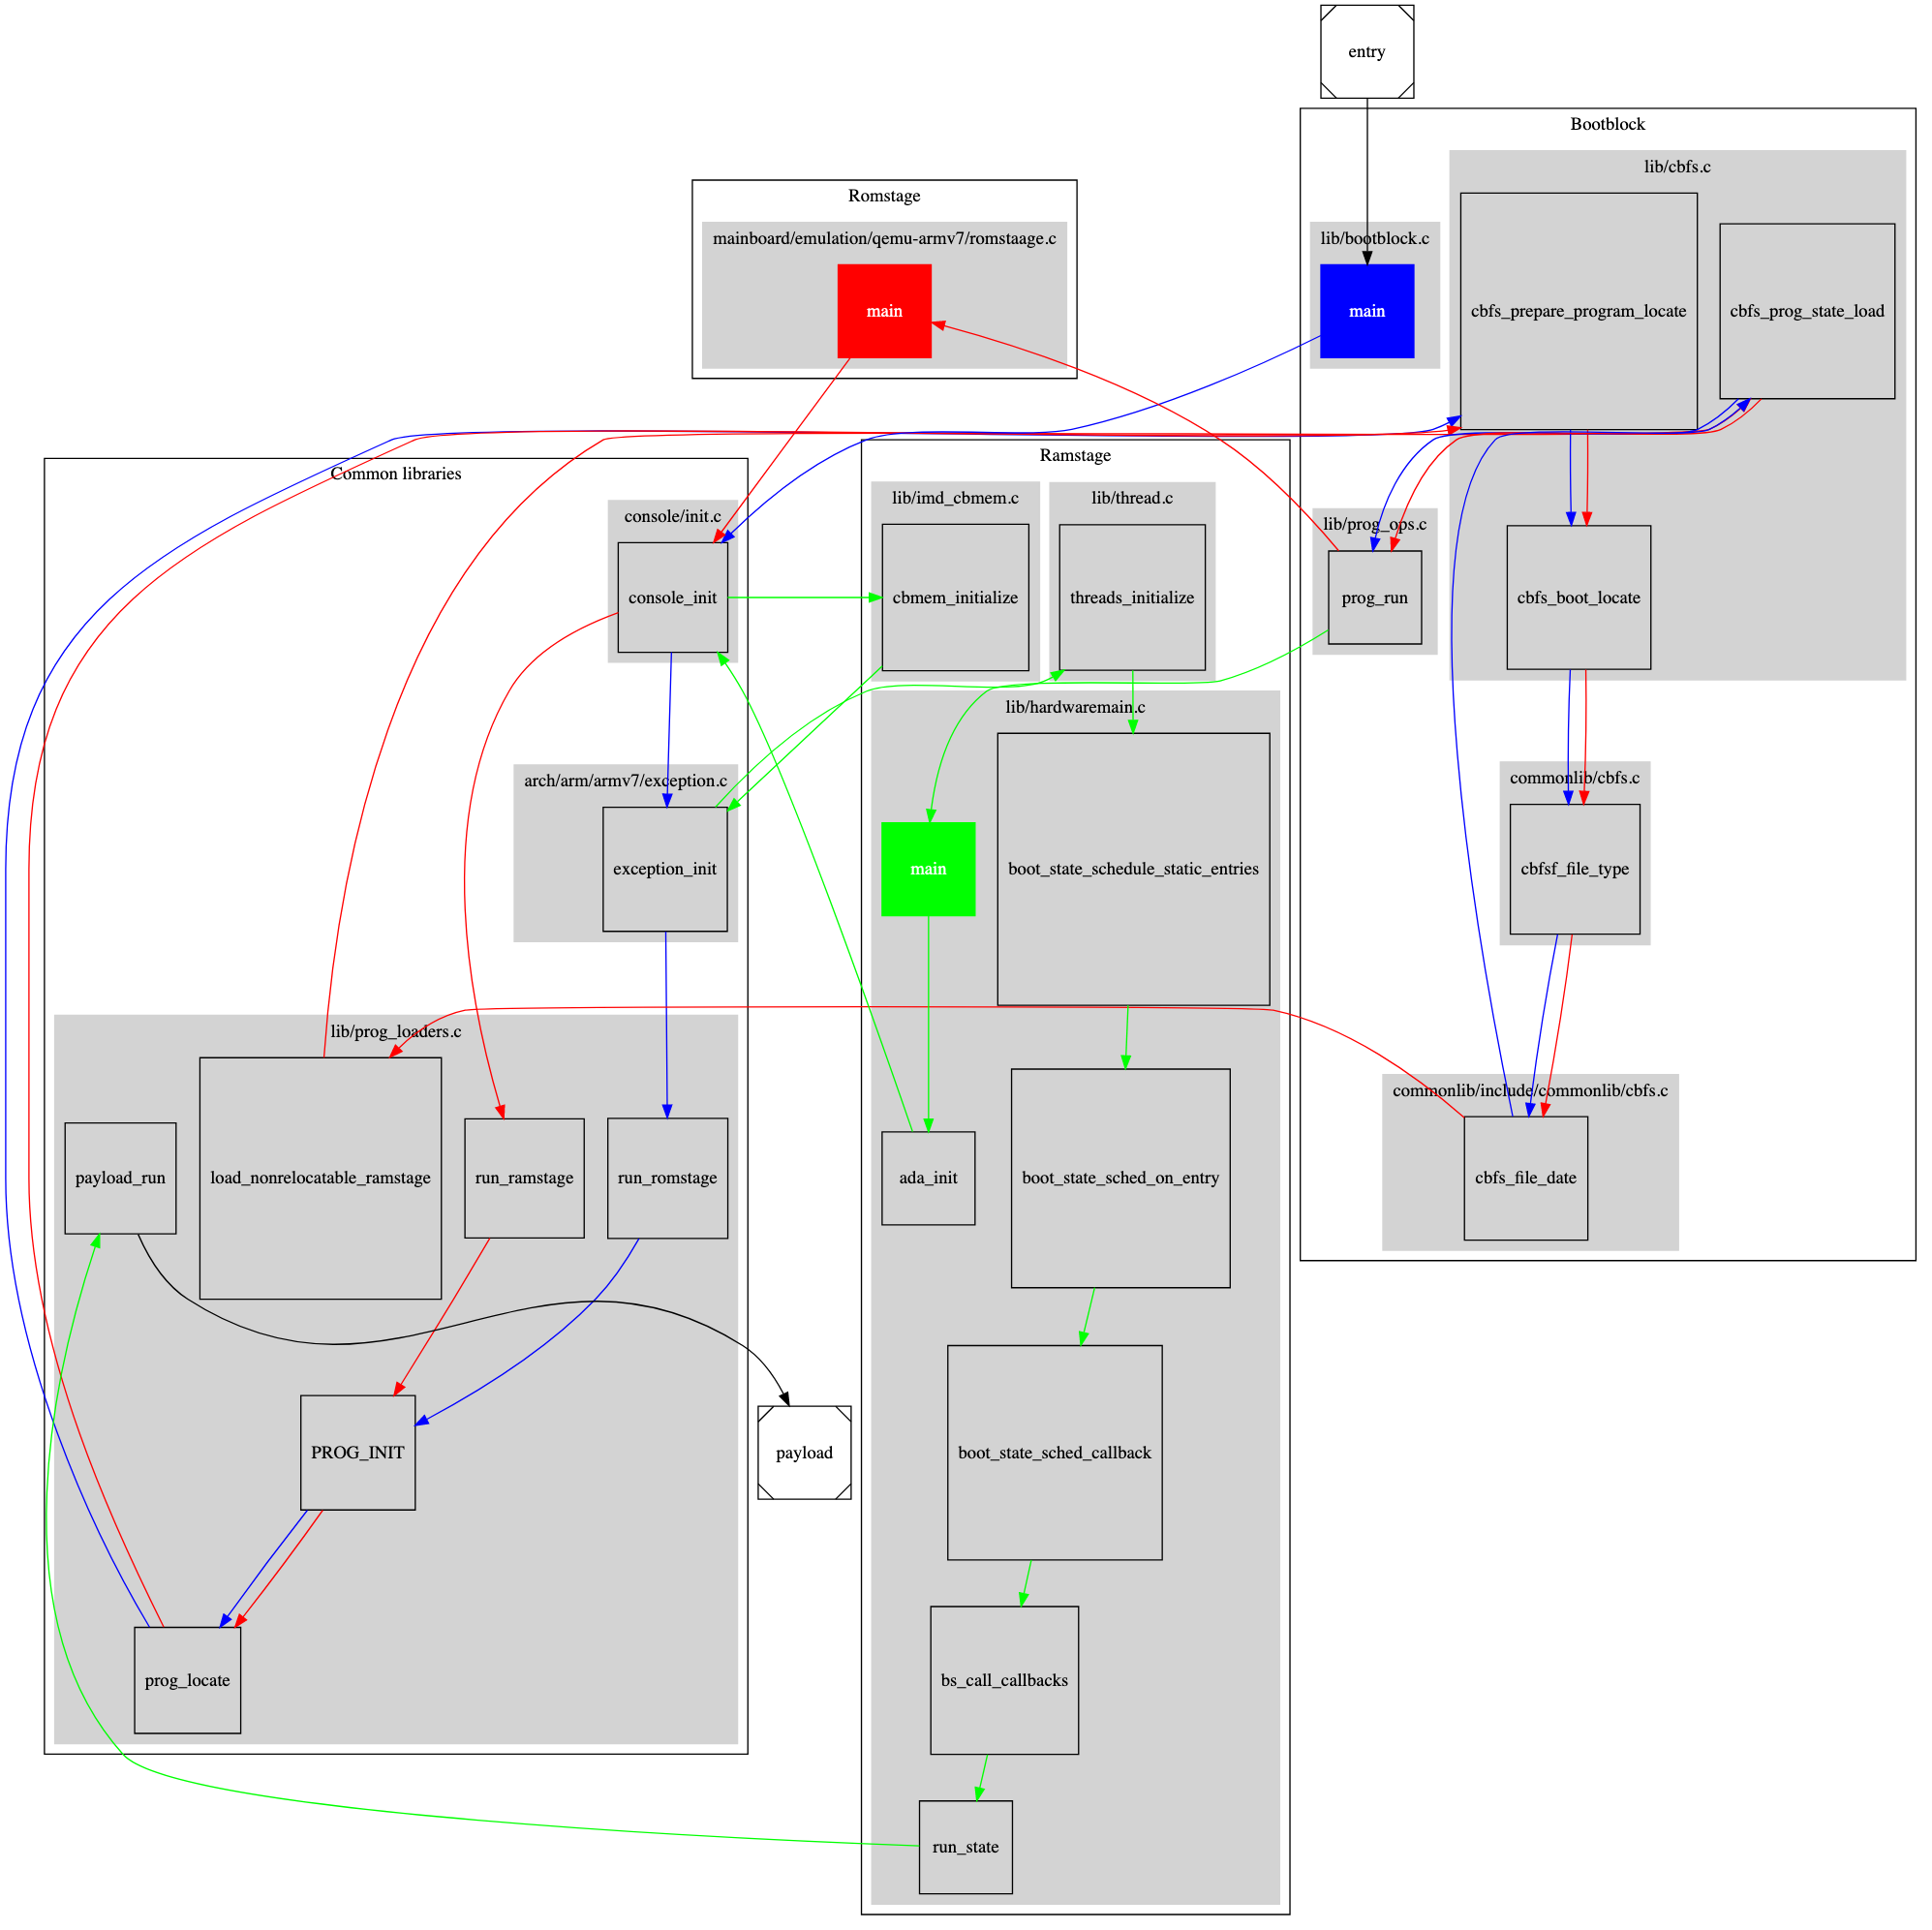 entry
Bootblock
lib/cbfs.c
Romstage
mainboard/emulation/qemu-armv7/romstaage.c
lib/bootblock.c
main
main
cbfs_prepare_program_locate
cbfs_prog_state_load
Common libraries
Ramstage
console/init.c
lib/imd_cbmem.c
lib/thread.c
lib/prog_ops.c
console_init
cbmem_initialize
threads_initialize
prog_run
cbfs_boot_locate
lib/hardwaremain.c
arch/arm/armv7/exception.c
commonlib/cbfs.c
exception_init
main
boot_state_schedule_static_entries
cbfsf_file_type
lib/prog_loaders.c
commonlib/include/commonlib/cbfs.c
payload_run
load_nonrelocatable_ramstage
run_ramstage
run_romstage
ada_init
boot_state_sched_on_entry
cbfs_file_date
PROG_INIT
payload
boot_state_sched_callback
prog_locate
bs_call_callbacks
run_state